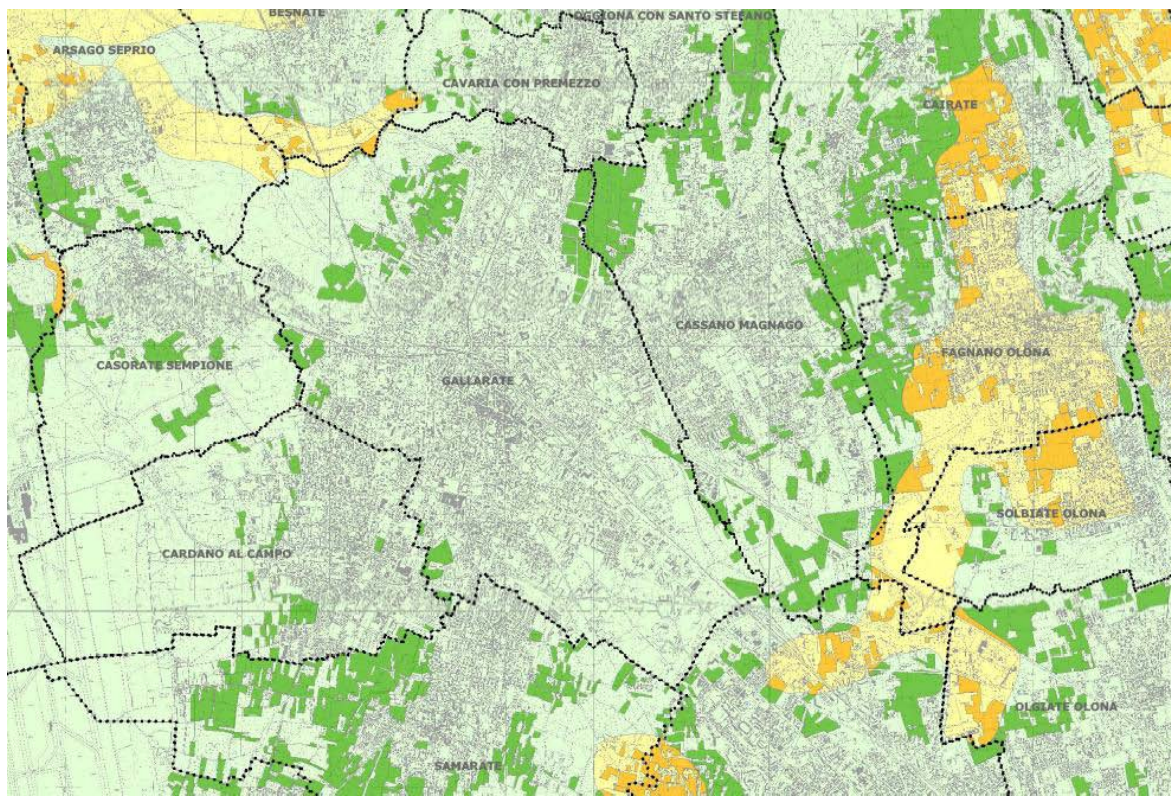 BESNATE
OGGIONA CON SANTO STEFANO
ARSAGO SEPRIO
CAVARIA CON PREMEZZO
CAIRATE
CASSANO MAGNAGO
FAGNANO OLONA
CASORATE SEMPIONE
GALLARATE
SOLBIATE OLONA
CARDANO AL CAMPO
OLGIATE OLONA
SAMARATE